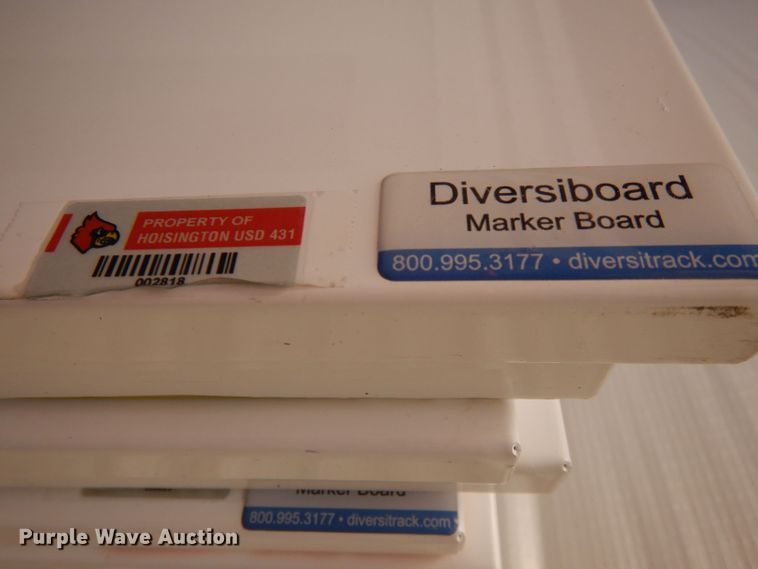 PROPERTY OF
HOISINGTON USD 431
002818
Diversiboard
Marker Board
800.995.3177 • diversitrack.com
Marker Board
800.995.3177 • diversitrack.com
Purple Wave Auction